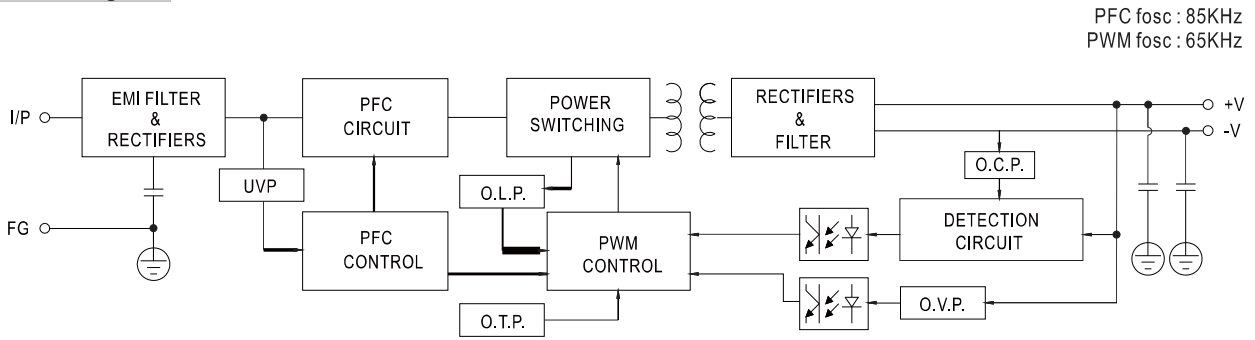 PFC fosc : 85KHz
PWM fosc : 65KHz
I/P
EMI FILTER
&
RECTIFIERS
PFC
CIRCUIT
POWER
SWITCHING
RECTIFIERS
&
FILTER
+V
-V
UVP
O.L.P.
O.C.P.
FG
PFC
CONTROL
PWM
CONTROL
DETECTION
CIRCUIT
O.T.P.
O.V.P.